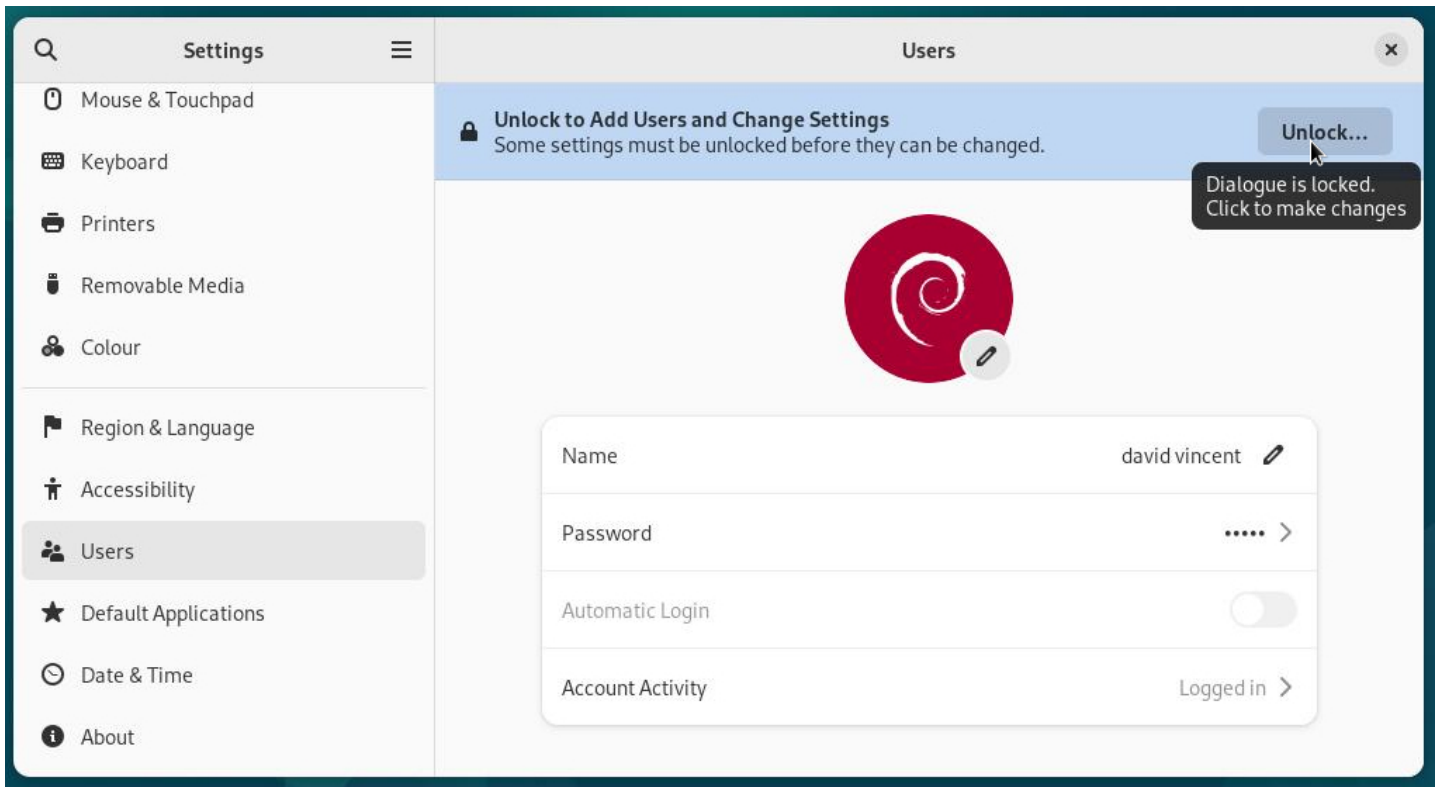 Settings
Users
Mouse & Touchpad
Keyboard
Printers
Removable Media
Colour
Region & Language
Accessibility
Users
Default Applications
Date & Time
About
Unlock to Add Users and Change Settings
Some settings must be unlocked before they can be changed.
Unlock...
Dialogue is locked.
Click to make changes
Name
david vincent
Password
•••••
Automatic Login
Account Activity
Logged in